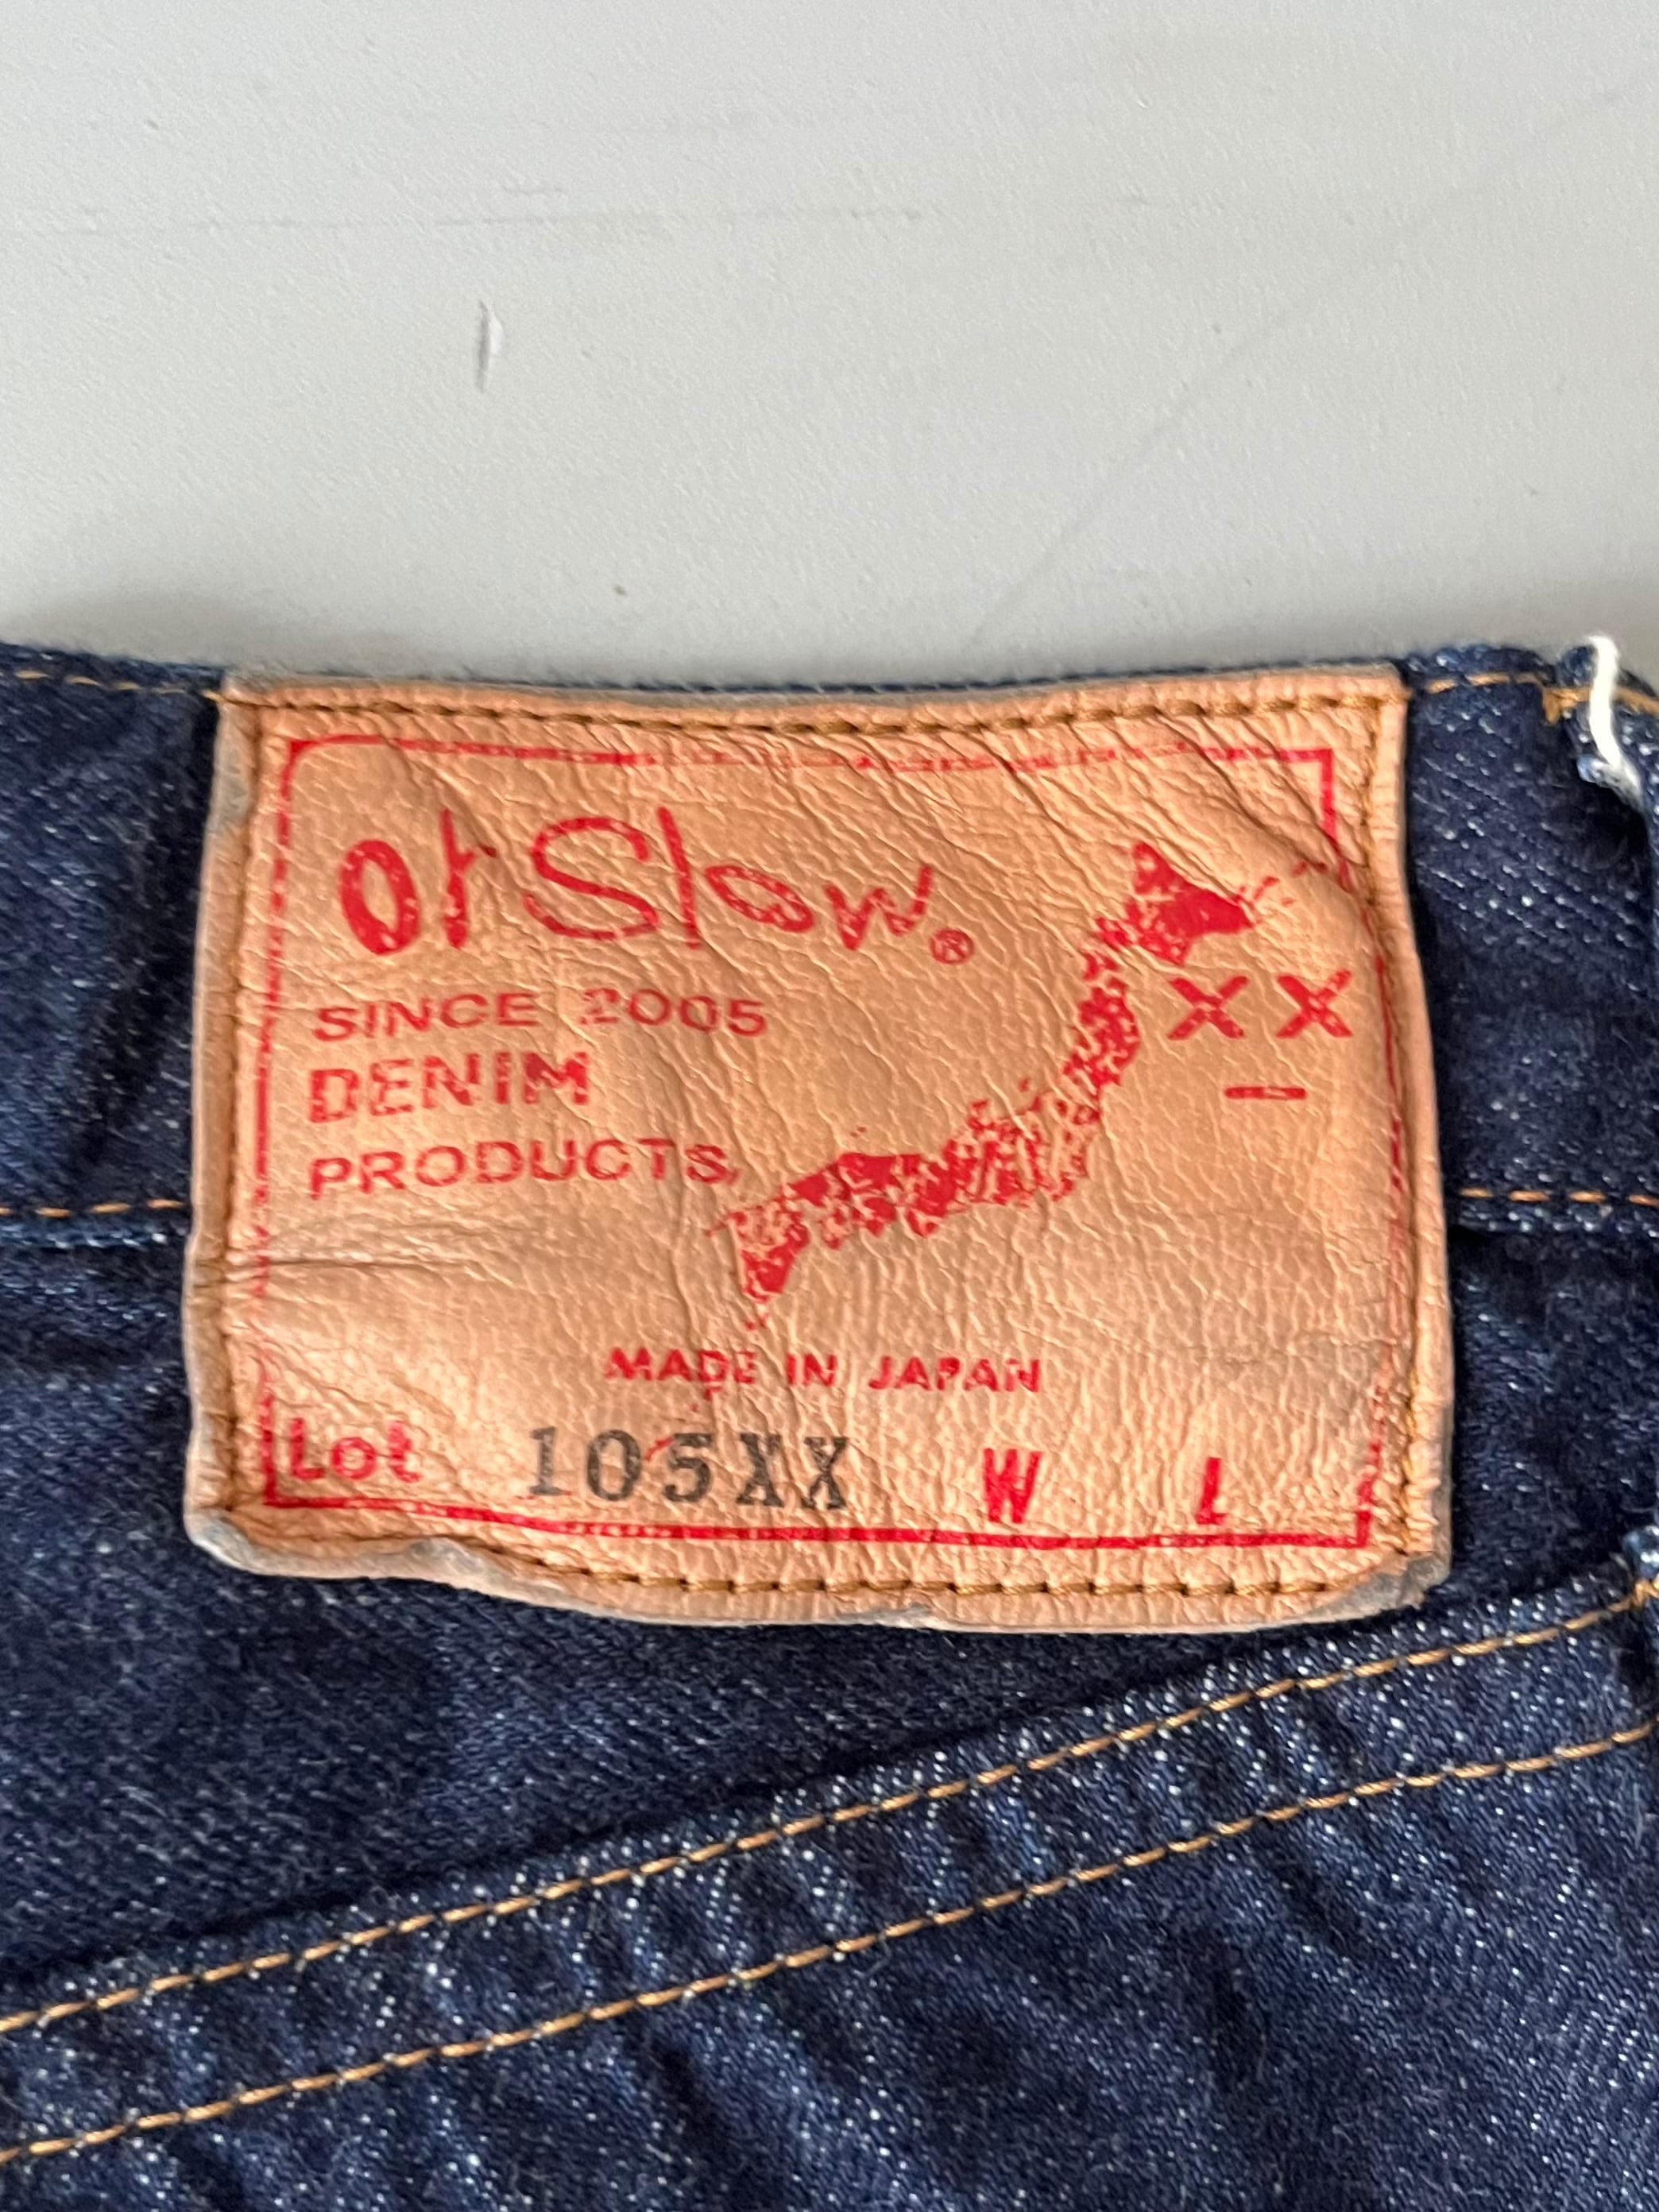 orSlow®
SINCE 2005
DENIM
PRODUCTS,
XX
MADE IN JAPAN
Lot 105XX W L